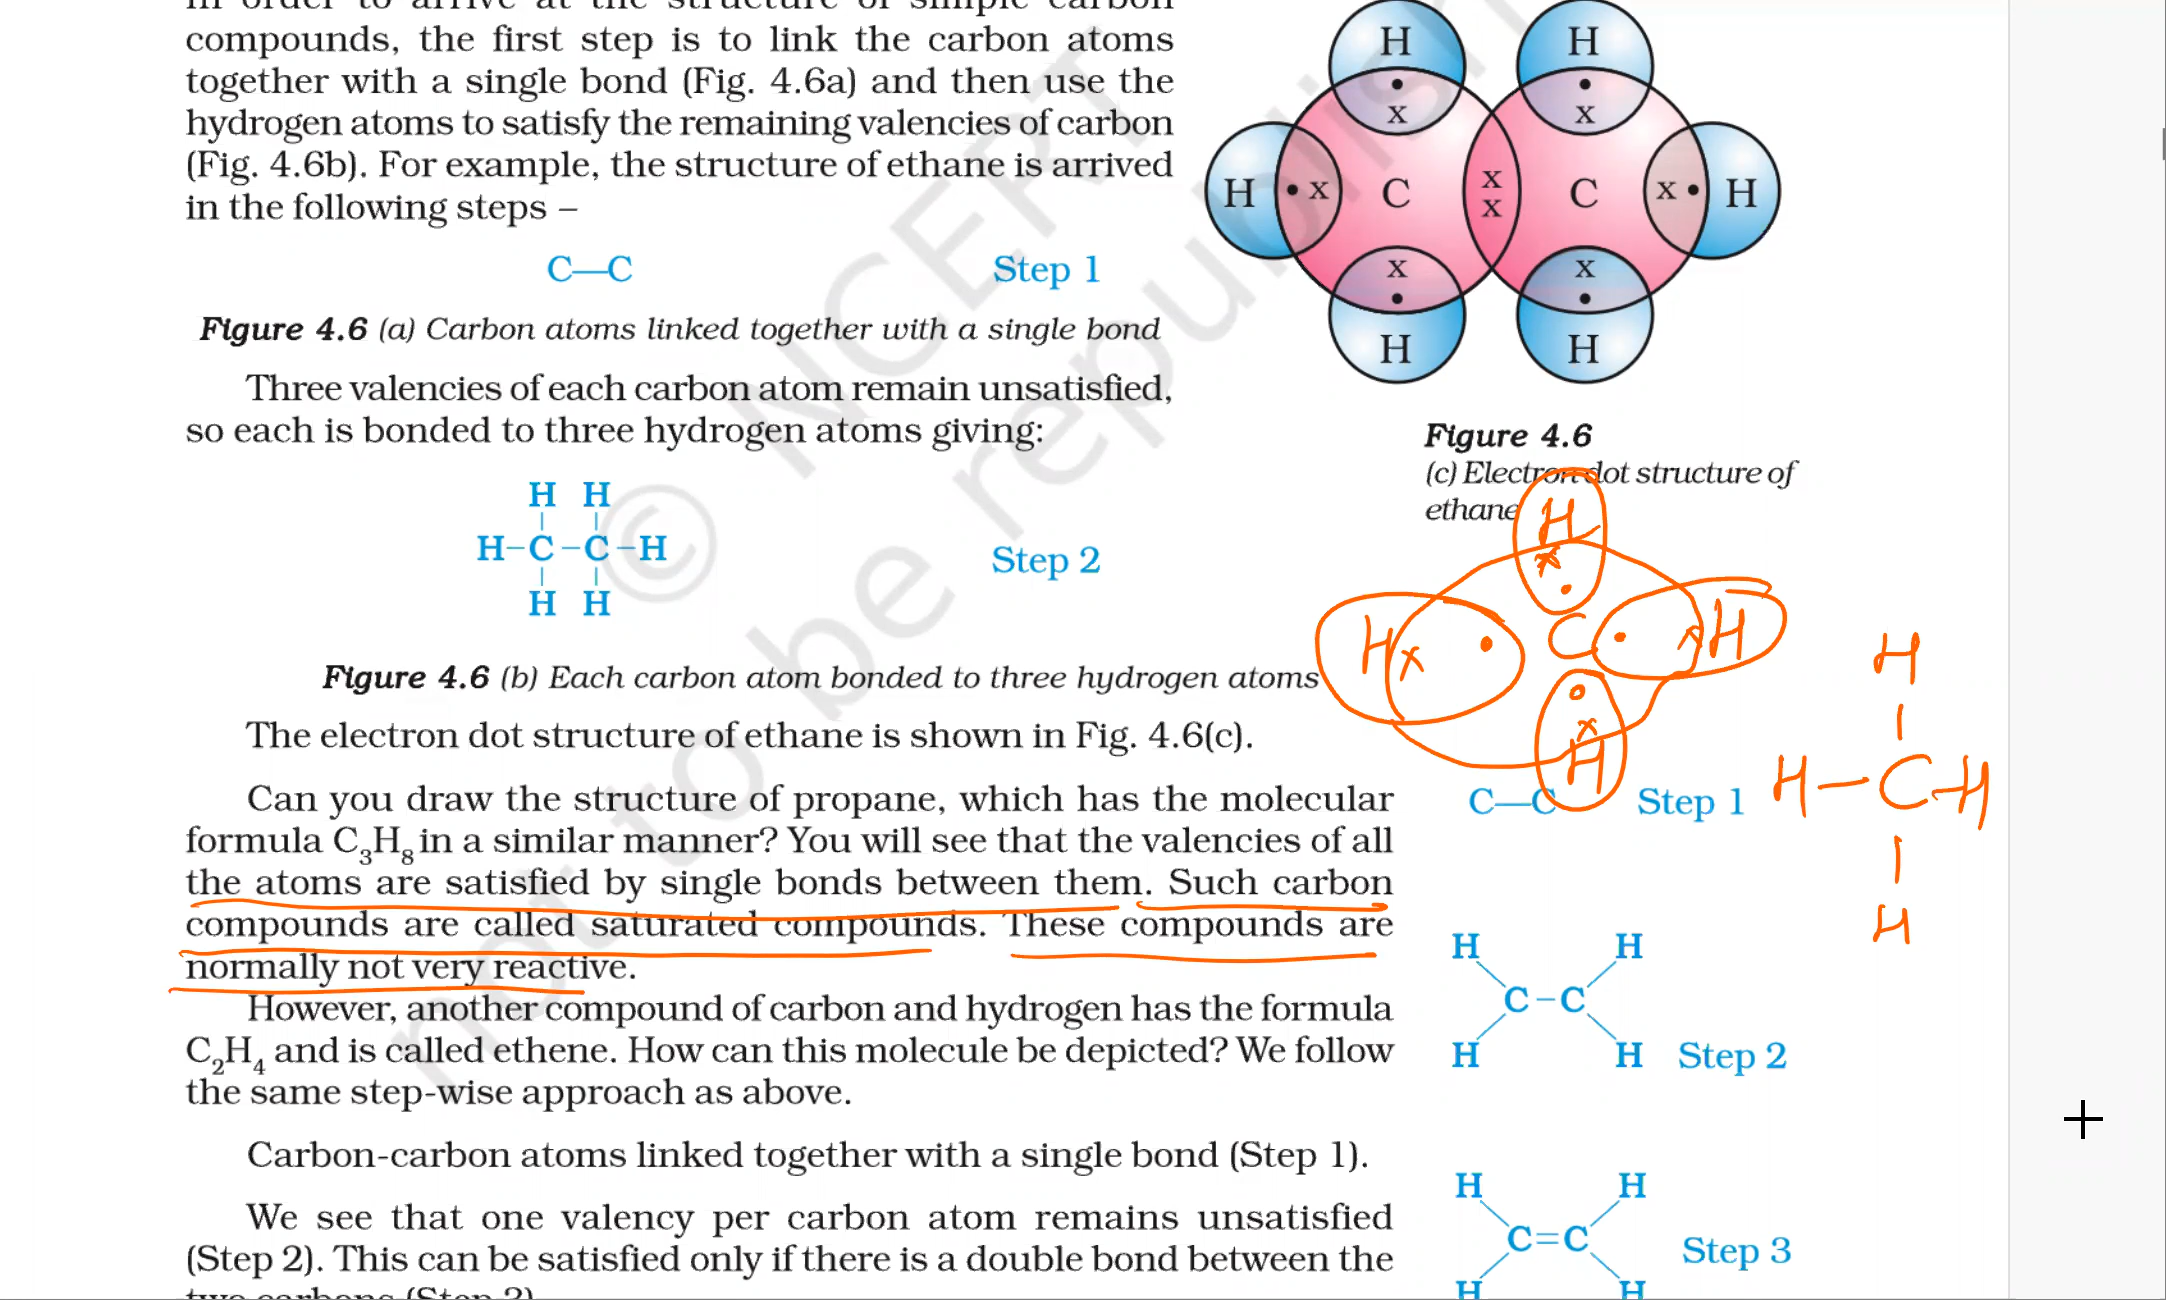 compounds, the first step is to link the carbon atoms
together with a single bond (Fig. 4.6a) and then use the
hydrogen atoms to satisfy the remaining valencies of carbon
(Fig. 4.6b). For example, the structure of ethane is arrived
in the following steps –
C—C Step 1
Figure 4.6 (a) Carbon atoms linked together with a single bond
Three valencies of each carbon atom remain unsatisfied,
so each is bonded to three hydrogen atoms giving:
H H
H–C–C–H
H H
Step 2
Figure 4.6 (b) Each carbon atom bonded to three hydrogen atoms
The electron dot structure of ethane is shown in Fig. 4.6(c).
Can you draw the structure of propane, which has the molecular
formula C₃H₈ in a similar manner? You will see that the valencies of all
the atoms are satisfied by single bonds between them. Such carbon
compounds are called saturated compounds. These compounds are
normally not very reactive.
However, another compound of carbon and hydrogen has the formula
C₂H₄ and is called ethene. How can this molecule be depicted? We follow
the same step-wise approach as above.
Carbon-carbon atoms linked together with a single bond (Step 1).
We see that one valency per carbon atom remains unsatisfied
(Step 2). This can be satisfied only if there is a double bond between the
H H
• •
x x
H • x C x x C x • H
x x
• •
H H
Figure 4.6
(c) Electron dot structure of
ethane
H
x
•
H x • C • x H
•
x
H
H
H – C – H
H
C—C Step 1
H H
C–C
H H Step 2
H H
C=C Step 3
H H
© NCERT
not to be republish